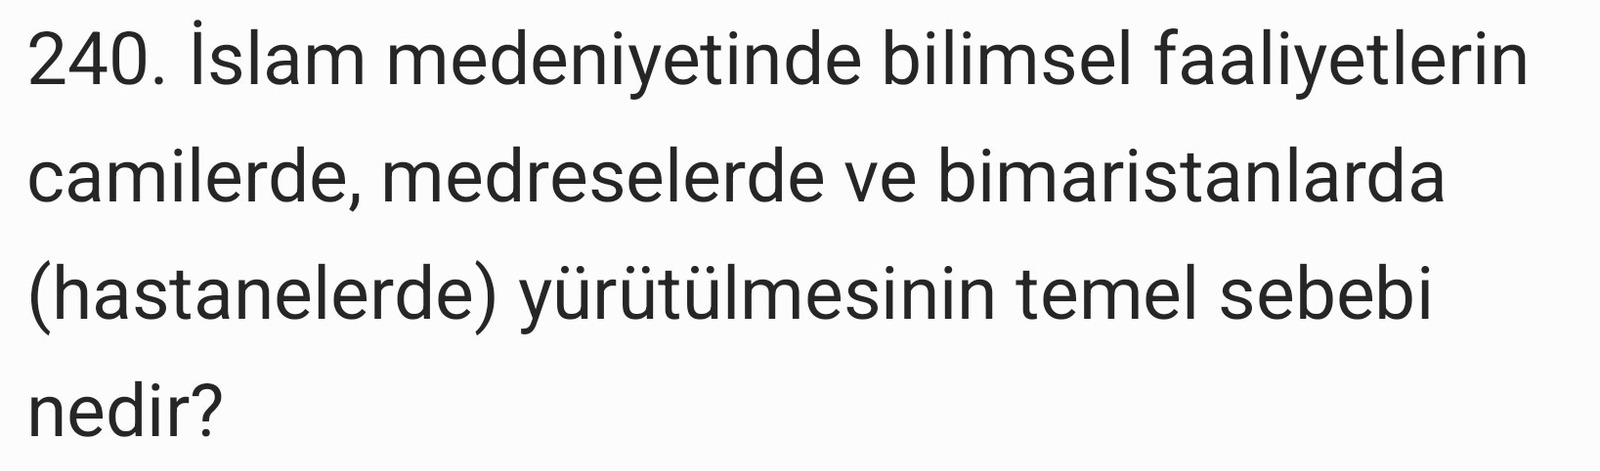 240. İslam medeniyetinde bilimsel faaliyetlerin
camilerde, medreselerde ve bimaristanlarda
(hastanelerde) yürütülmesinin temel sebebi
nedir?